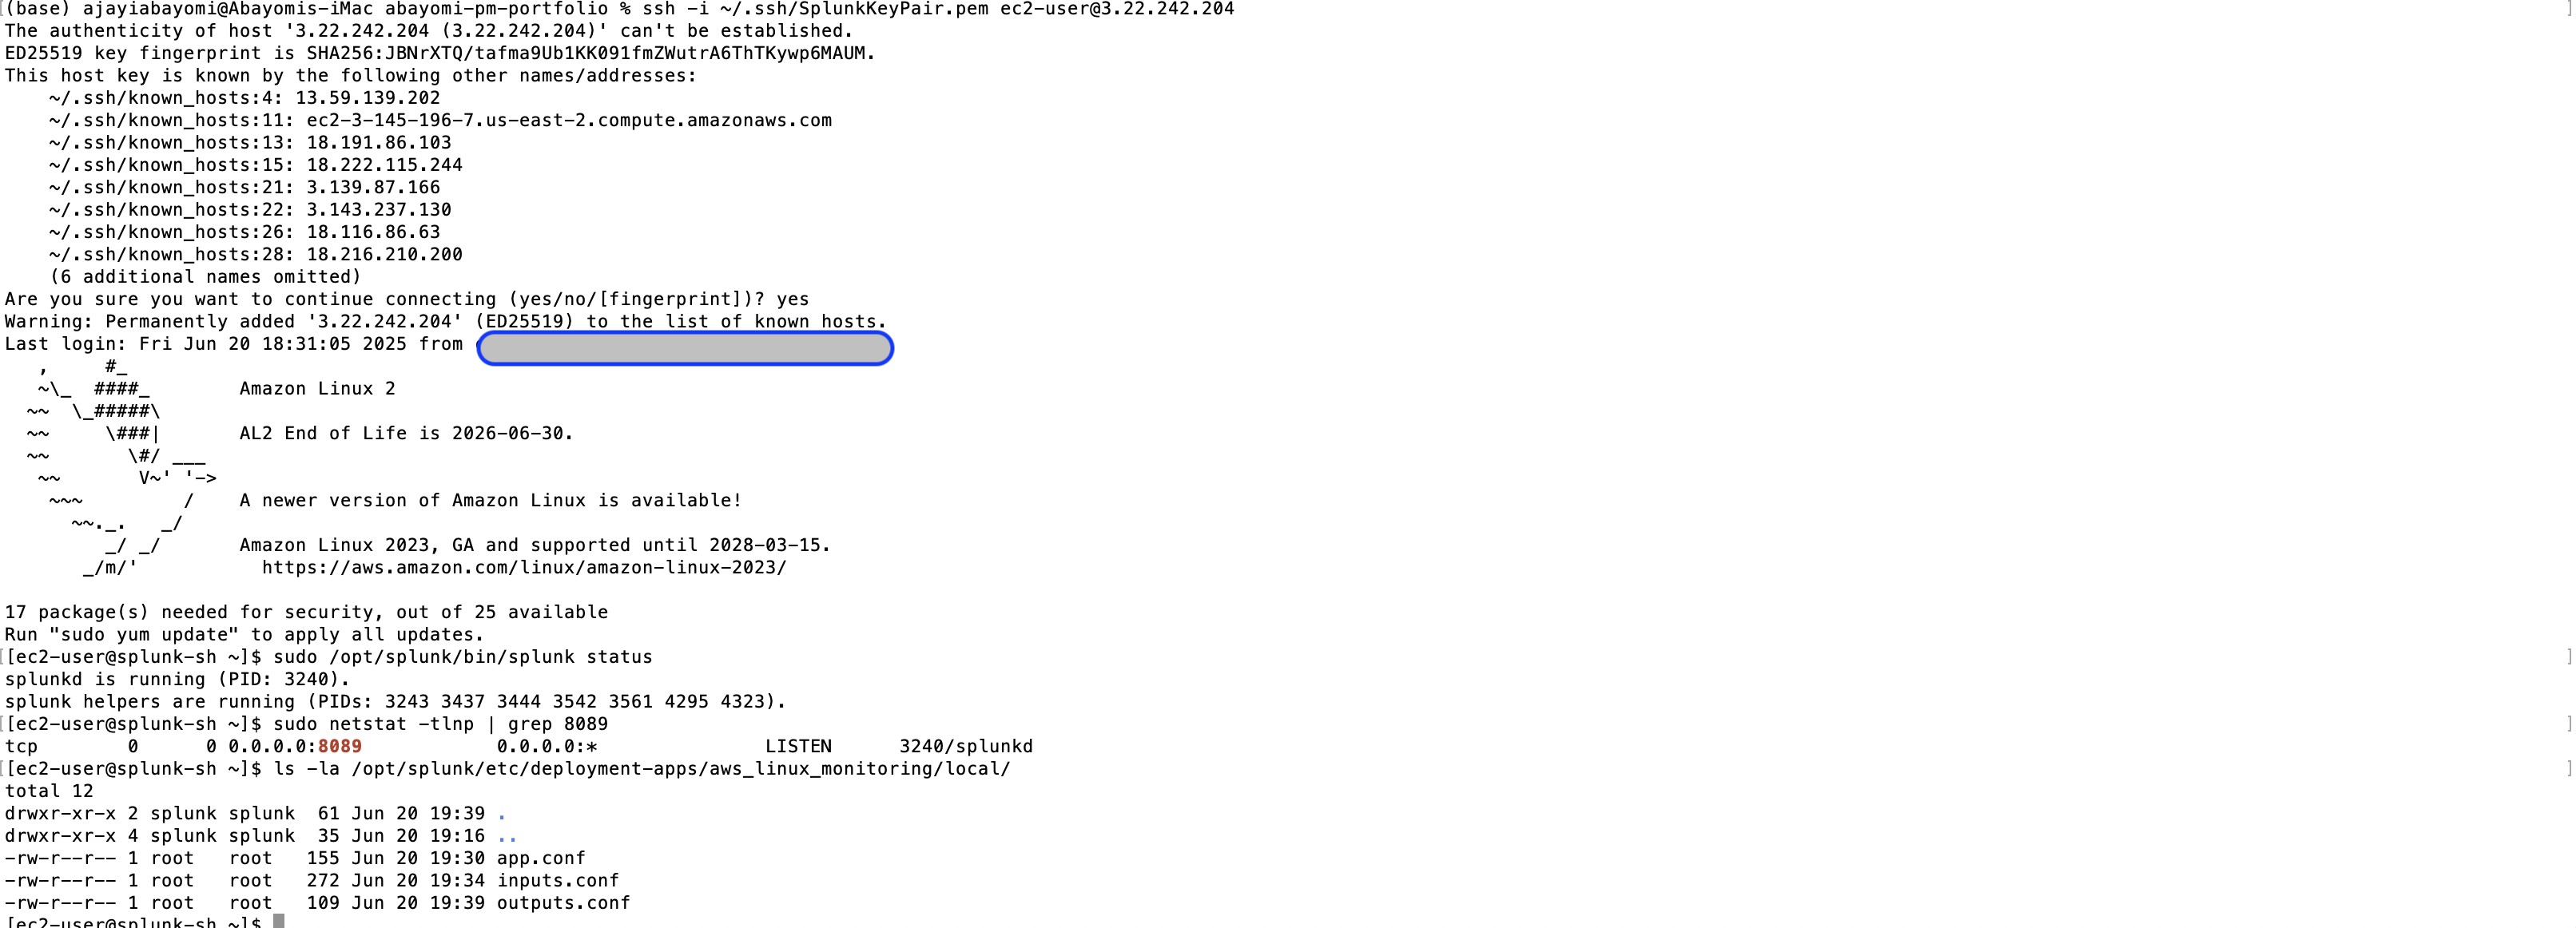 (base) ajayiabayomi@Abayomis-iMac abayomi-pm-portfolio % ssh -i ~/.ssh/SplunkKeyPair.pem ec2-user@3.22.242.204
The authenticity of host '3.22.242.204 (3.22.242.204)' can't be established.
ED25519 key fingerprint is SHA256:JBNrXTQ/tafma9Ub1KK091fmZWutrA6ThTKywp6MAUM.
This host key is known by the following other names/addresses:
    ~/.ssh/known_hosts:4: 13.59.139.202
    ~/.ssh/known_hosts:11: ec2-3-145-196-7.us-east-2.compute.amazonaws.com
    ~/.ssh/known_hosts:13: 18.191.86.103
    ~/.ssh/known_hosts:15: 18.222.115.244
    ~/.ssh/known_hosts:21: 3.139.87.166
    ~/.ssh/known_hosts:22: 3.143.237.130
    ~/.ssh/known_hosts:26: 18.116.86.63
    ~/.ssh/known_hosts:28: 18.216.210.200
    (6 additional names omitted)
Are you sure you want to continue connecting (yes/no/[fingerprint])? yes
Warning: Permanently added '3.22.242.204' (ED25519) to the list of known hosts.
Last login: Fri Jun 20 18:31:05 2025 from
   ,     #_
   ~\_  ####_        Amazon Linux 2
  ~~  \_#####\
  ~~     \###|       AL2 End of Life is 2026-06-30.
  ~~       \#/ ___
   ~~       V~' '->
    ~~~         /    A newer version of Amazon Linux is available!
      ~~._.   _/
         _/ _/       Amazon Linux 2023, GA and supported until 2028-03-15.
       _/m/'           https://aws.amazon.com/linux/amazon-linux-2023/
17 package(s) needed for security, out of 25 available
Run "sudo yum update" to apply all updates.
[ec2-user@splunk-sh ~]$ sudo /opt/splunk/bin/splunk status
splunkd is running (PID: 3240).
splunk helpers are running (PIDs: 3243 3437 3444 3542 3561 4295 4323).
[ec2-user@splunk-sh ~]$ sudo netstat -tlnp | grep 8089
tcp        0      0 0.0.0.0:8089            0.0.0.0:*               LISTEN      3240/splunkd
[ec2-user@splunk-sh ~]$ ls -la /opt/splunk/etc/deployment-apps/aws_linux_monitoring/local/
total 12
drwxr-xr-x 2 splunk splunk  61 Jun 20 19:39 .
drwxr-xr-x 4 splunk splunk  35 Jun 20 19:16 ..
-rw-r--r-- 1 root   root   155 Jun 20 19:30 app.conf
-rw-r--r-- 1 root   root   272 Jun 20 19:34 inputs.conf
-rw-r--r-- 1 root   root   109 Jun 20 19:39 outputs.conf
[ec2-user@splunk-sh ~]$